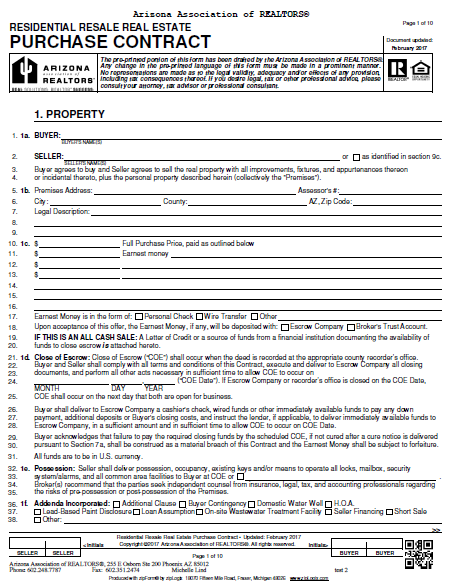 Arizona Association of REALTORS®
Page 1 of 10
RESIDENTIAL RESALE REAL ESTATE
PURCHASE CONTRACT
Document updated:
February 2017
ARIZONA
association of
REALTORS®
REAL SOLUTIONS. REALTOR® SUCCESS.
The pre-printed portion of this form has been drafted by the Arizona Association of REALTORS®.
Any change in the pre-printed language of this form must be made in a prominent manner.
No representations are made as to the legal validity, adequacy and/or effects of any provision,
including tax consequences thereof. If you desire legal, tax or other professional advice, please
consult your attorney, tax advisor or professional consultant.
REALTOR®
EQUAL HOUSING OPPORTUNITY
1. PROPERTY
1. 1a. BUYER:
BUYER'S NAME(S)
2. SELLER: or as identified in section 9c.
SELLER'S NAME(S)
3. Buyer agrees to buy and Seller agrees to sell the real property with all improvements, fixtures, and appurtenances thereon
4. or incidental thereto, plus the personal property described herein (collectively the "Premises").
5. 1b. Premises Address: Assessor's #:
6. City: County: AZ, Zip Code:
7. Legal Description:
8.
9.
10. 1c. $ Full Purchase Price, paid as outlined below
11. $ Earnest money
12. $
13. $
14.
15.
16.
17. Earnest Money is in the form of: Personal Check Wire Transfer Other
18. Upon acceptance of this offer, the Earnest Money, if any, will be deposited with: Escrow Company Broker's Trust Account.
19. IF THIS IS AN ALL CASH SALE: A Letter of Credit or a source of funds from a financial institution documenting the availability of
20. funds to close escrow is attached hereto.
21. 1d. Close of Escrow: Close of Escrow ("COE") shall occur when the deed is recorded at the appropriate county recorder's office.
22. Buyer and Seller shall comply with all terms and conditions of this Contract, execute and deliver to Escrow Company all closing
23. documents, and perform all other acts necessary in sufficient time to allow COE to occur on
24. ("COE Date"). If Escrow Company or recorder's office is closed on the COE Date,
MONTH DAY YEAR
25. COE shall occur on the next day that both are open for business.
26. Buyer shall deliver to Escrow Company a cashier's check, wired funds or other immediately available funds to pay any down
27. payment, additional deposits or Buyer's closing costs, and instruct the lender, if applicable, to deliver immediately available funds to
28. Escrow Company, in a sufficient amount and in sufficient time to allow COE to occur on COE Date.
29. Buyer acknowledges that failure to pay the required closing funds by the scheduled COE, if not cured after a cure notice is delivered
30. pursuant to Section 7a, shall be construed as a material breach of this Contract and the Earnest Money shall be subject to forfeiture.
31. All funds are to be in U.S. currency.
32. 1e. Possession: Seller shall deliver possession, occupancy, existing keys and/or means to operate all locks, mailbox, security
33. system/alarms, and all common area facilities to Buyer at COE or .
34. Broker(s) recommend that the parties seek independent counsel from insurance, legal, tax, and accounting professionals regarding
35. the risks of pre-possession or post-possession of the Premises.
36. 1f. Addenda Incorporated: Additional Clause Buyer Contingency Domestic Water Well H.O.A.
37. Lead-Based Paint Disclosure Loan Assumption On-site Wastewater Treatment Facility Seller Financing Short Sale
38. Other:
>>
Residential Resale Real Estate Purchase Contract • Updated: February 2017
Copyright ©2017 Arizona Association of REALTORS®. All rights reserved.
<Initials
Initials>
SELLER SELLER
BUYER BUYER
Page 1 of 10
Arizona Association of REALTORS®, 255 E Osborn Ste 200 Phoenix AZ 85012
Phone: 602.248.7787 Fax: 602.351.2474 Michelle Lind test 2
Produced with zipForm® by zipLogix 18070 Fifteen Mile Road, Fraser, Michigan 48026 www.zipLogix.com